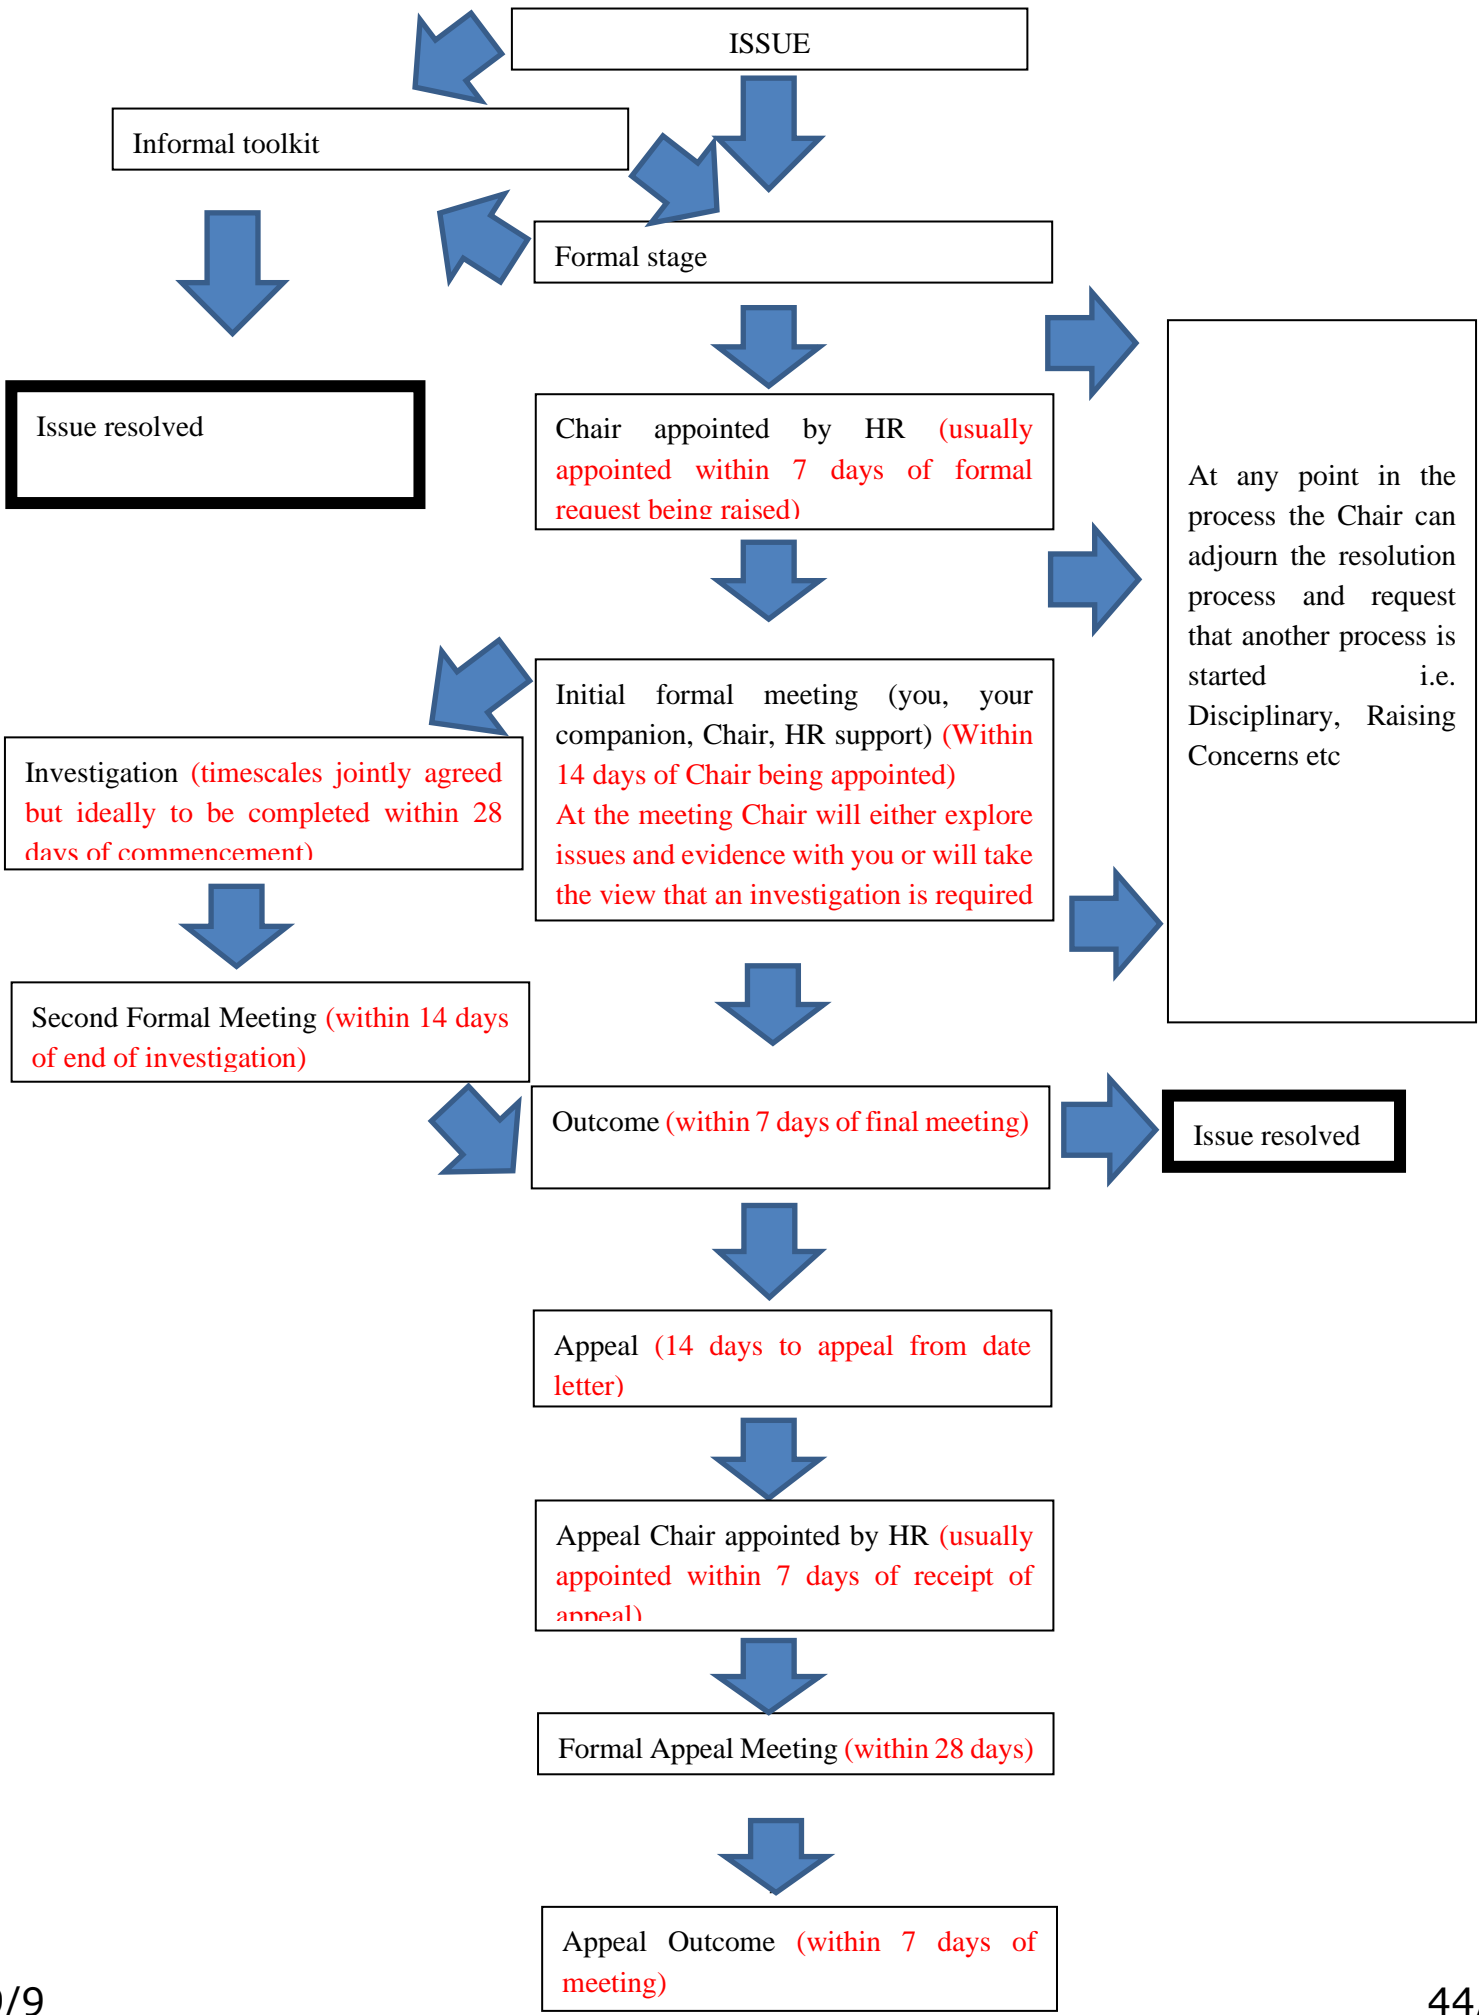 ISSUE
Informal toolkit
Formal stage
Issue resolved
Chair appointed by HR (usually
appointed within 7 days of formal
request being raised)
At any point in the
process the Chair can
adjourn the resolution
process and request
that another process is
started i.e.
Disciplinary, Raising
Concerns etc
Initial formal meeting (you, your
companion, Chair, HR support) (Within
14 days of Chair being appointed)
At the meeting Chair will either explore
issues and evidence with you or will take
the view that an investigation is required
Investigation (timescales jointly agreed
but ideally to be completed within 28
days of commencement)
Second Formal Meeting (within 14 days
of end of investigation)
Outcome (within 7 days of final meeting)
Issue resolved
Appeal (14 days to appeal from date
letter)
Appeal Chair appointed by HR (usually
appointed within 7 days of receipt of
appeal)
Formal Appeal Meeting (within 28 days)
Appeal Outcome (within 7 days of
meeting)
/9
44